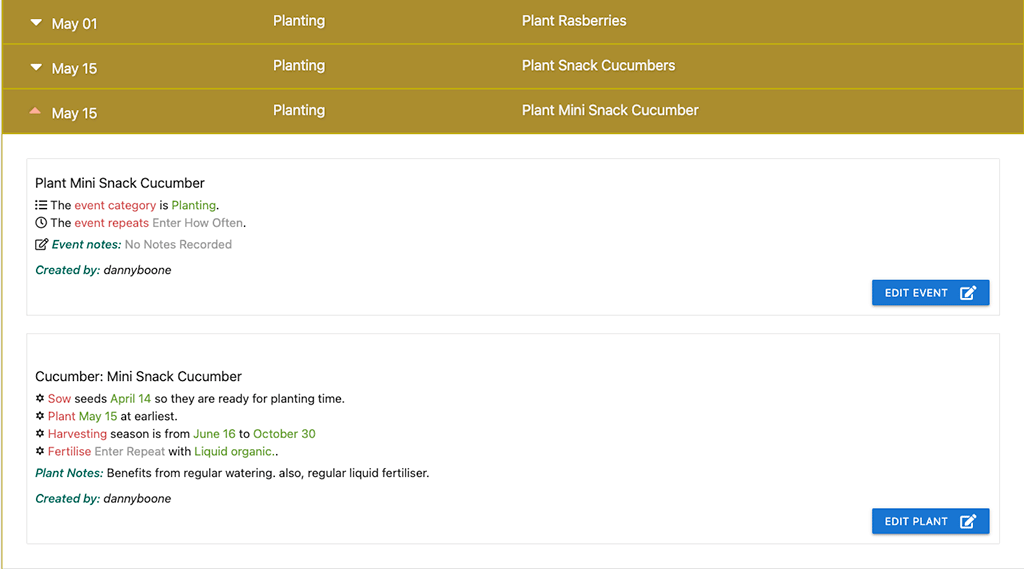 May 01 Planting Plant Rasberries
May 15 Planting Plant Snack Cucumbers
May 15 Planting Plant Mini Snack Cucumber
Plant Mini Snack Cucumber
The event category is Planting.
The event repeats Enter How Often.
Event notes: No Notes Recorded
Created by: dannyboone
EDIT EVENT
Cucumber: Mini Snack Cucumber
Sow seeds April 14 so they are ready for planting time.
Plant May 15 at earliest.
Harvesting season is from June 16 to October 30
Fertilise Enter Repeat with Liquid organic..
Plant Notes: Benefits from regular watering. also, regular liquid fertiliser.
Created by: dannyboone
EDIT PLANT